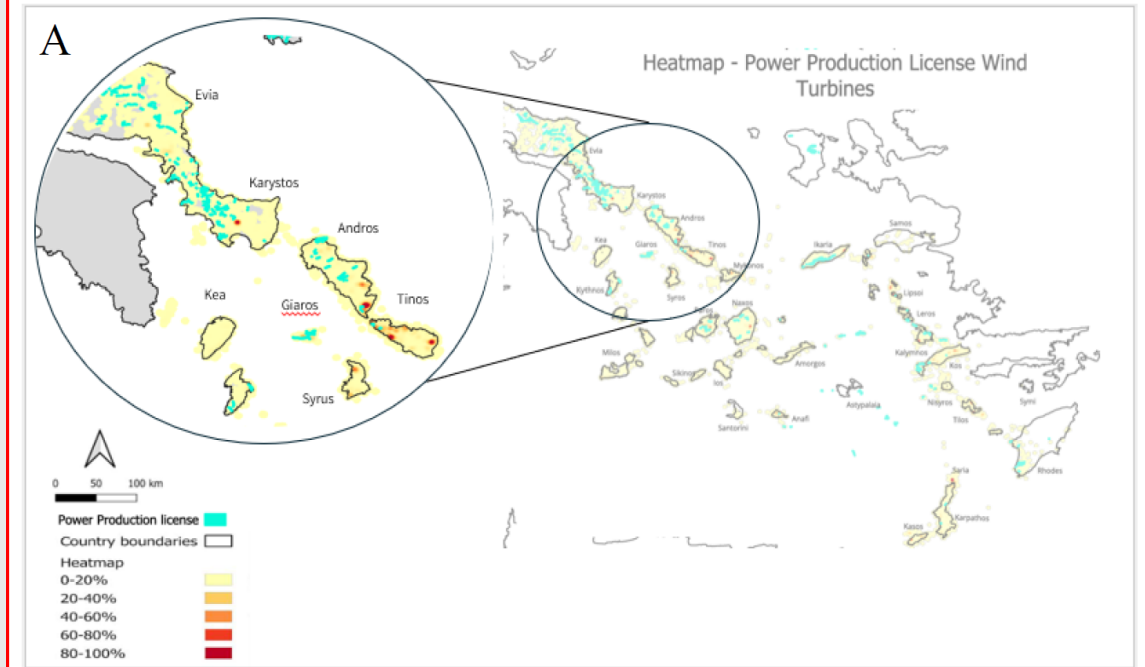 A
Heatmap - Power Production License Wind
Turbines
Evia
Karystos
Andros
Kea
Giaros
Tinos
Syrus
Evia
Karystos
Andros
Kea
Giaros
Tinos
Mykonos
Rythnos
Syros
Naxos
Milos
Sikinos
Ios
Amorgos
Santorini
Anafi
Astypalaia
Ikaria
Samos
Lipsoi
Leros
Kalymnos
Kos
Nisyros
Tilos
Symi
Rhodes
Saria
Karpathos
Kasos
0 50 100 km
Power Production license
Country boundaries
Heatmap
0-20%
20-40%
40-60%
60-80%
80-100%